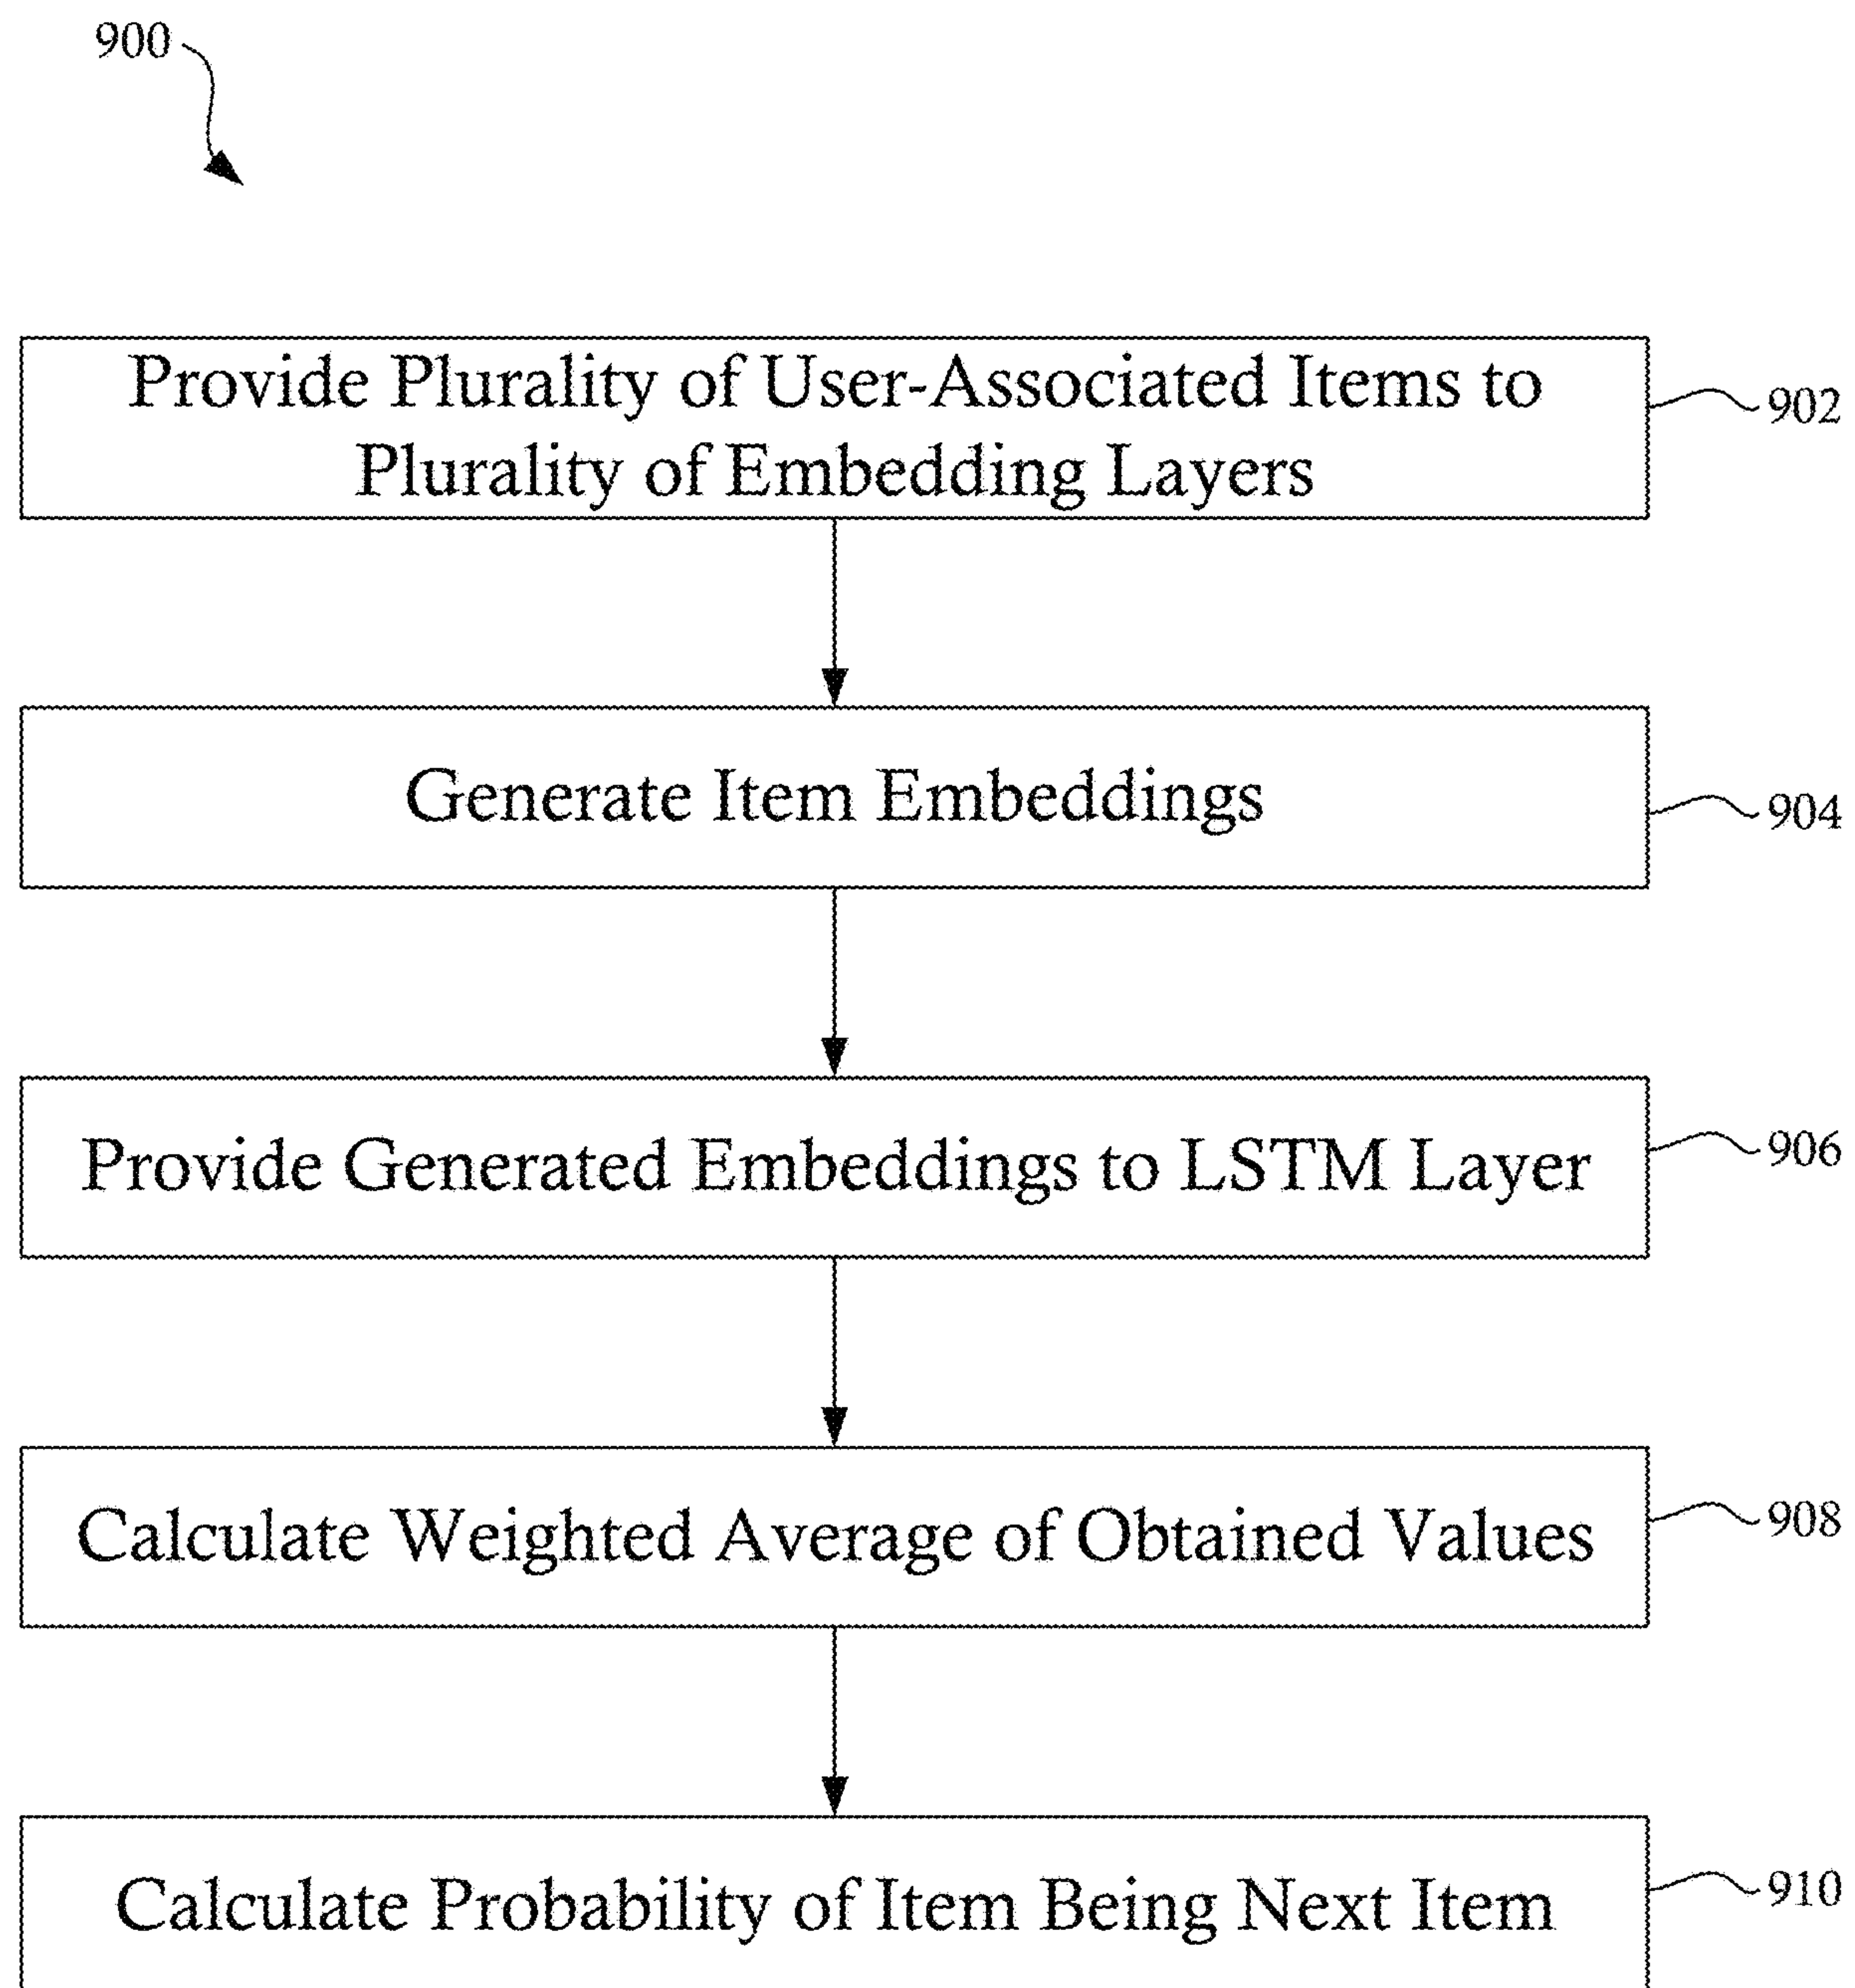 900
Provide Plurality of User-Associated Items to
Plurality of Embedding Layers
902
Generate Item Embeddings
904
Provide Generated Embeddings to LSTM Layer
906
Calculate Weighted Average of Obtained Values
908
Calculate Probability of Item Being Next Item
910